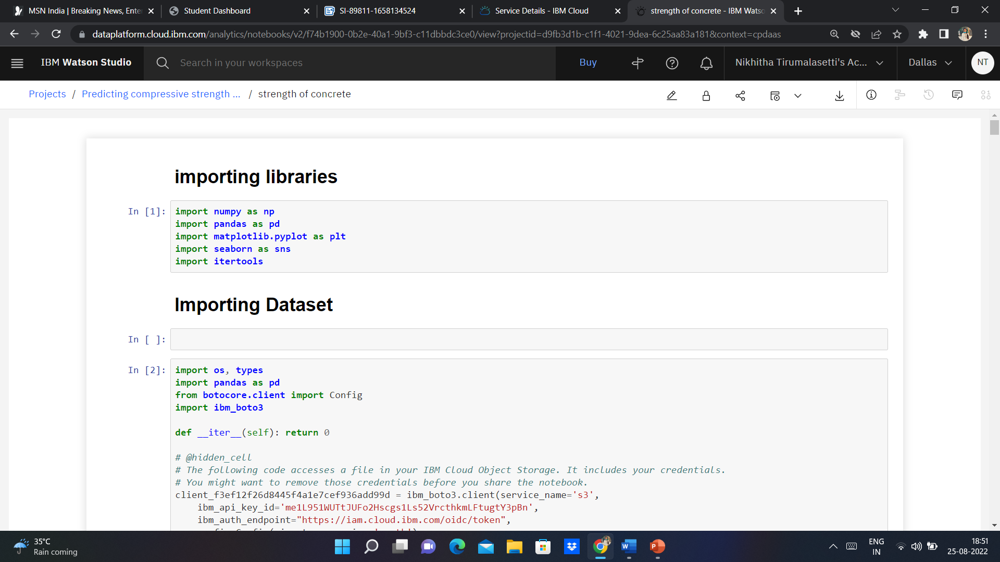 MSN India | Breaking News, Enter
Student Dashboard
SI-89811-1658134524
Service Details - IBM Cloud
strength of concrete - IBM Watso
dataplatform.cloud.ibm.com/analytics/notebooks/v2/f74b1900-0b2e-40a1-9bf3-c11dbbdc3ce0/view?projectid=d9fb3d1b-c1f1-4021-9dea-6c25aa83a181&context=cpdaas
IBM Watson Studio
Search in your workspaces
Buy
Nikhitha Tirumalasetti's Ac...
Dallas
NT
Projects / Predicting compressive strength ... / strength of concrete
importing libraries
In [1]:
import numpy as np
import pandas as pd
import matplotlib.pyplot as plt
import seaborn as sns
import itertools
Importing Dataset
In [ ]:
In [2]:
import os, types
import pandas as pd
from botocore.client import Config
import ibm_boto3
def __iter__(self): return 0
# @hidden_cell
# The following code accesses a file in your IBM Cloud Object Storage. It includes your credentials.
# You might want to remove those credentials before you share the notebook.
client_f3ef12f26d8445f4a1e7cef936add99d = ibm_boto3.client(service_name='s3',
ibm_api_key_id='me1L951WUTtJUFo2Hscgs1Ls52VrcthkmLFtugtY3pBn',
ibm_auth_endpoint="https://iam.cloud.ibm.com/oidc/token",
35°C
Rain coming
ENG
IN
18:51
25-08-2022